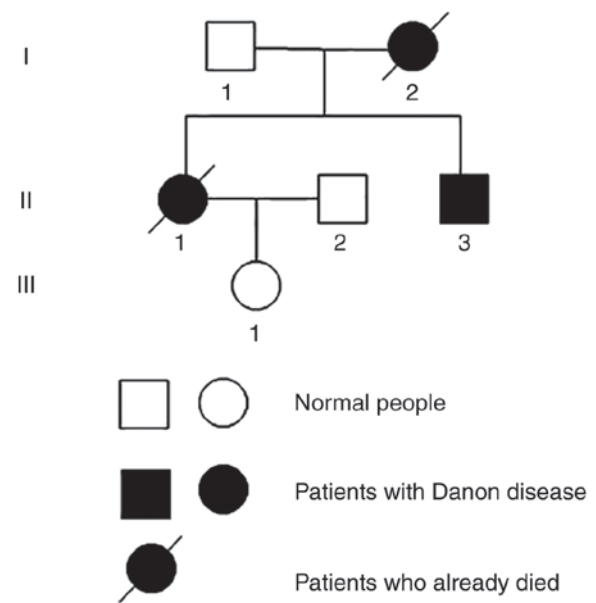 I
1 2
II
1 2 3
III
1
Normal people
Patients with Danon disease
Patients who already died